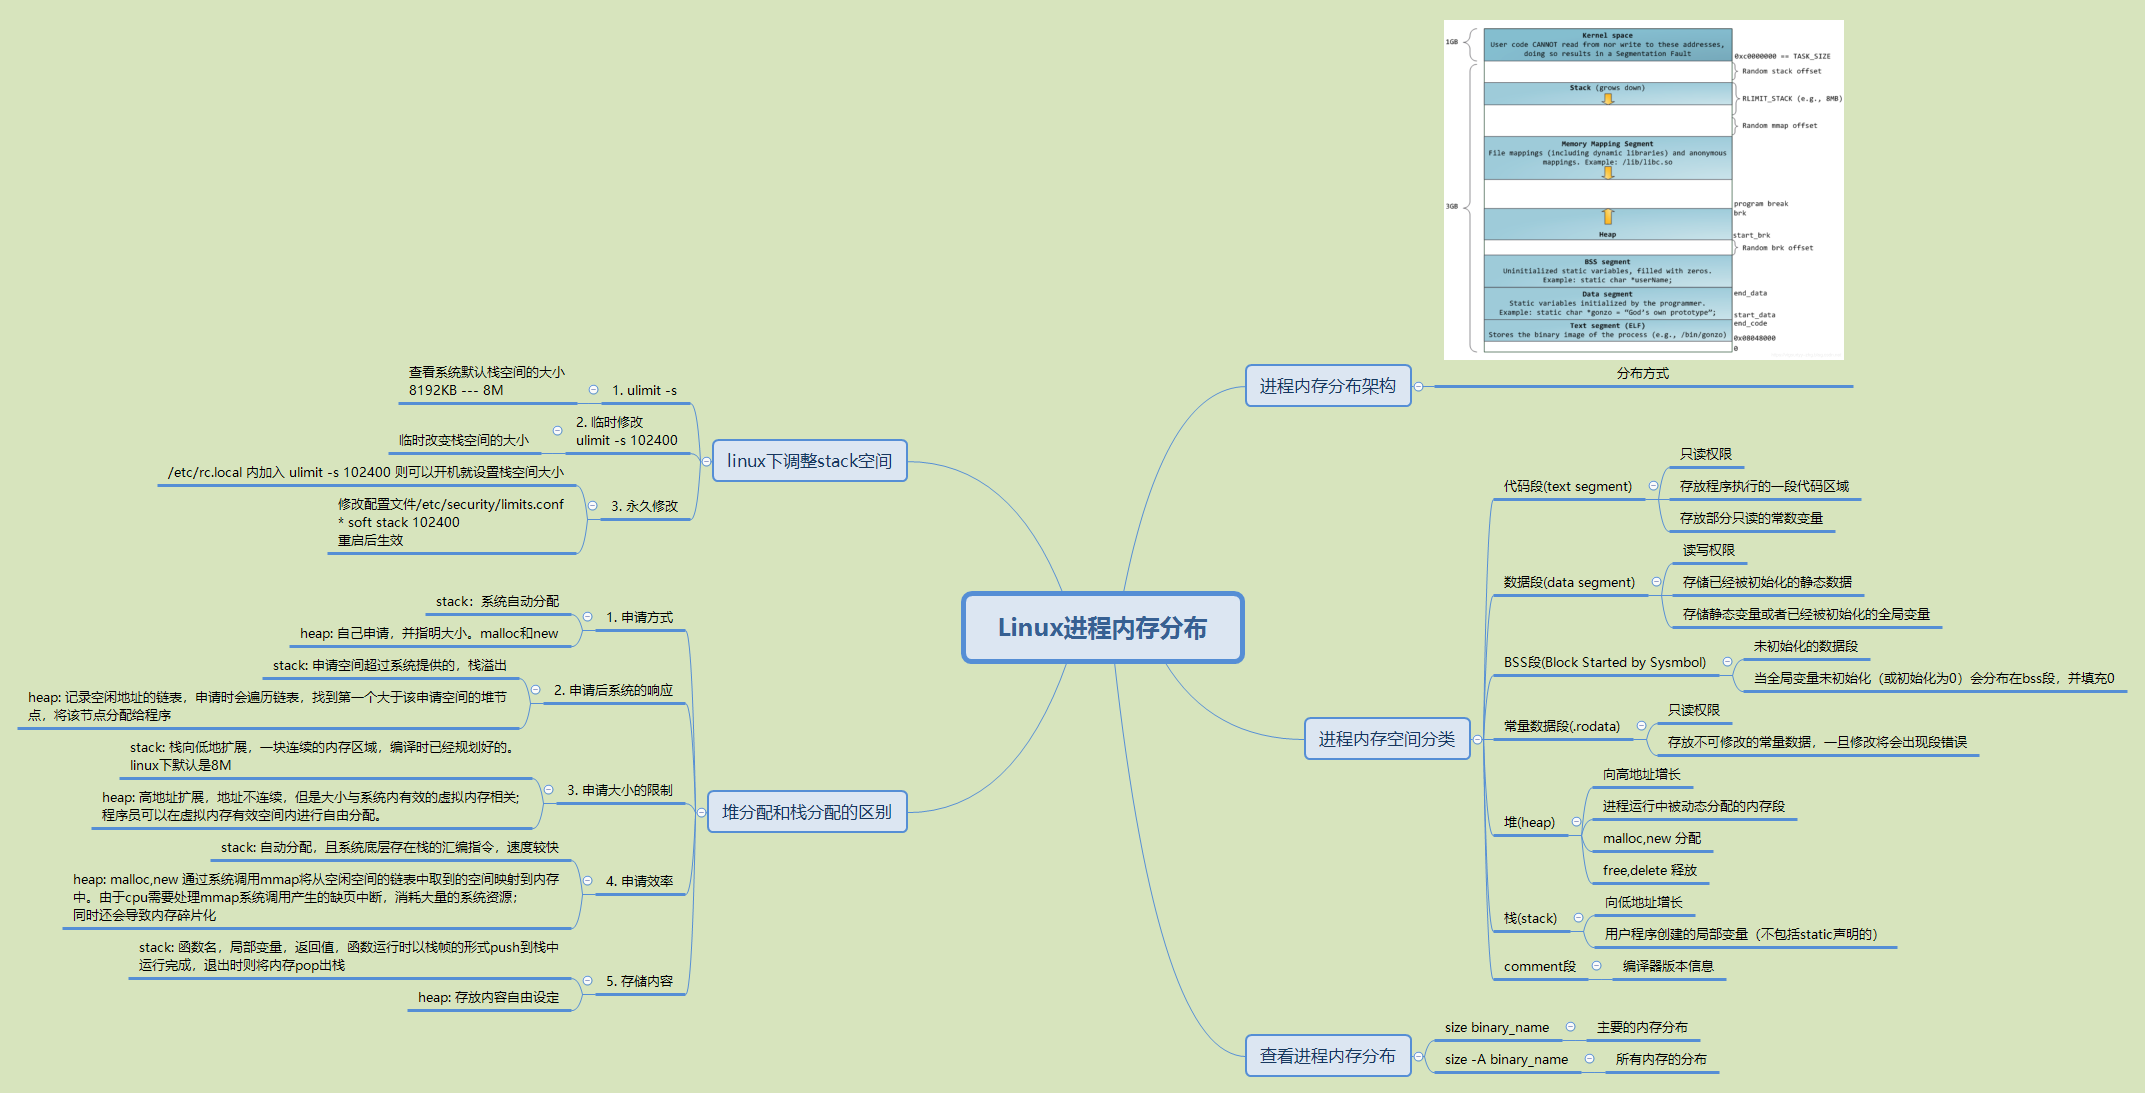 Linux进程内存分布
进程内存分布架构
1GB
Kernel space
User code CANNOT read from nor write to these addresses,
doing so results in a Segmentation Fault
0xc0000000 == TASK_SIZE
Random stack offset
Stack (grows down)
RLIMIT_STACK (e.g., 8MB)
Random mmap offset
Memory Mapping Segment
File mappings (including dynamic libraries) and anonymous
mappings. Example: /lib/libc.so
3GB
program break
brk
Heap
start_brk
Random brk offset
BSS segment
Uninitialized static variables, filled with zeros.
Example: static char *userName;
Data segment
Static variables initialized by the programmer.
Example: static char *gonzo = “God's own prototype”;
end_data
start_data
Text segment (ELF)
Stores the binary image of the process (e.g., /bin/gonzo)
end_code
0x08048000
0
分布方式
进程内存空间分类
代码段(text segment)
只读权限
存放程序执行的一段代码区域
存放部分只读的常数变量
数据段(data segment)
读写权限
存储已经被初始化的静态数据
存储静态变量或者已经被初始化的全局变量
BSS段(Block Started by Sysmbol)
未初始化的数据段
当全局变量未初始化（或初始化为0）会分布在bss段，并填充0
常量数据段(.rodata)
只读权限
存放不可修改的常量数据，一旦修改将会出现段错误
堆(heap)
向高地址增长
进程运行中被动态分配的内存段
malloc,new 分配
free,delete 释放
栈(stack)
向低地址增长
用户程序创建的局部变量（不包括static声明的）
comment段
编译器版本信息
查看进程内存分布
size binary_name
主要的内存分布
size -A binary_name
所有内存的分布
linux下调整stack空间
1. ulimit -s
查看系统默认栈空间的大小
8192KB --- 8M
2. 临时修改
ulimit -s 102400
临时改变栈空间的大小
3. 永久修改
/etc/rc.local 内加入 ulimit -s 102400 则可以开机就设置栈空间大小
修改配置文件/etc/security/limits.conf
* soft stack 102400
重启后生效
堆分配和栈分配的区别
1. 申请方式
stack：系统自动分配
heap: 自己申请，并指明大小。malloc和new
2. 申请后系统的响应
stack: 申请空间超过系统提供的，栈溢出
heap: 记录空闲地址的链表，申请时会遍历链表，找到第一个大于该申请空间的堆节
点，将该节点分配给程序
3. 申请大小的限制
stack: 栈向低地扩展，一块连续的内存区域，编译时已经规划好的。
linux下默认是8M
heap: 高地址扩展，地址不连续，但是大小与系统内有效的虚拟内存相关;
程序员可以在虚拟内存有效空间内进行自由分配。
4. 申请效率
stack: 自动分配，且系统底层存在栈的汇编指令，速度较快
heap: malloc,new 通过系统调用mmap将从空闲空间的链表中取到的空间映射到内存
中。由于cpu需要处理mmap系统调用产生的缺页中断，消耗大量的系统资源；
同时还会导致内存碎片化
5. 存储内容
stack: 函数名，局部变量，返回值，函数运行时以栈帧的形式push到栈中
运行完成，退出时则将内存pop出栈
heap: 存放内容自由设定